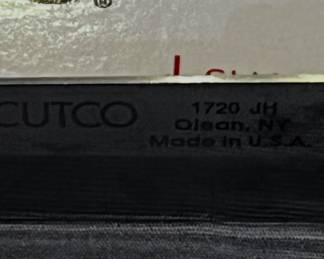 ®
CUTCO
1720 JH
Olean, NY
Made in U.S.A.